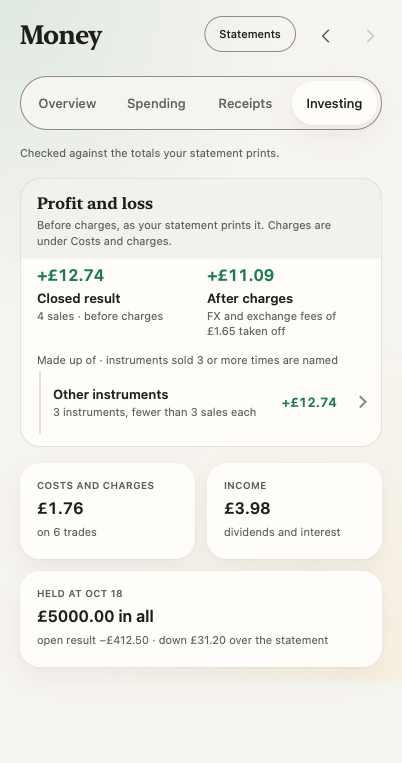 Money
Statements
Overview
Spending
Receipts
Investing
Checked against the totals your statement prints.
Profit and loss
Before charges, as your statement prints it. Charges are
under Costs and charges.
+£12.74
Closed result
4 sales · before charges
+£11.09
After charges
FX and exchange fees of
£1.65 taken off
Made up of · instruments sold 3 or more times are named
Other instruments
3 instruments, fewer than 3 sales each
+£12.74
COSTS AND CHARGES
£1.76
on 6 trades
INCOME
£3.98
dividends and interest
HELD AT OCT 18
£5000.00 in all
open result −£412.50 · down £31.20 over the statement